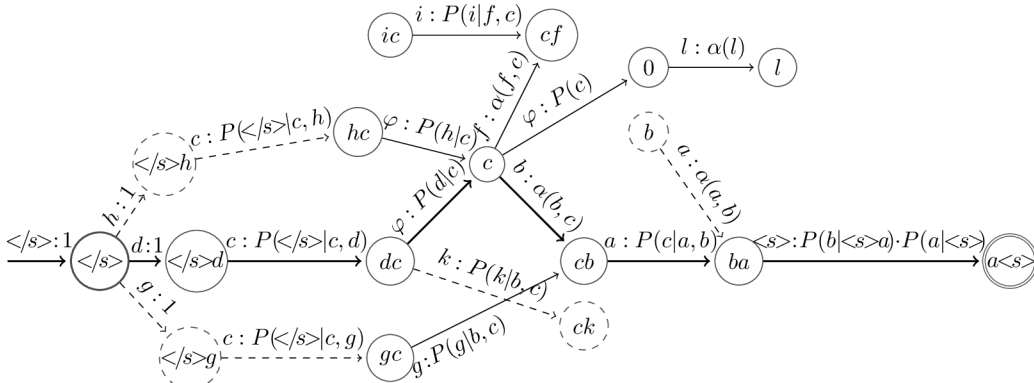 i : P(i|f, c)
ic
cf
l : α(l)
0
l
f : α(f, c)
φ : P(c)
c : P(</s>|c, h)
hc
φ : P(h|c)
b
</s>h
c
a : α(a, b)
h : 1
φ : P(d|c)
b : α(b, c)
</s>:1
</s>
d:1
</s>d
c : P(</s>|c, d)
dc
cb
a : P(c|a, b)
ba
<s>:P(b|<s>a)·P(a|<s>)
a<s>
k : P(k|b, c)
g : 1
ck
</s>g
c : P(</s>|c, g)
gc
g:P(g|b, c)